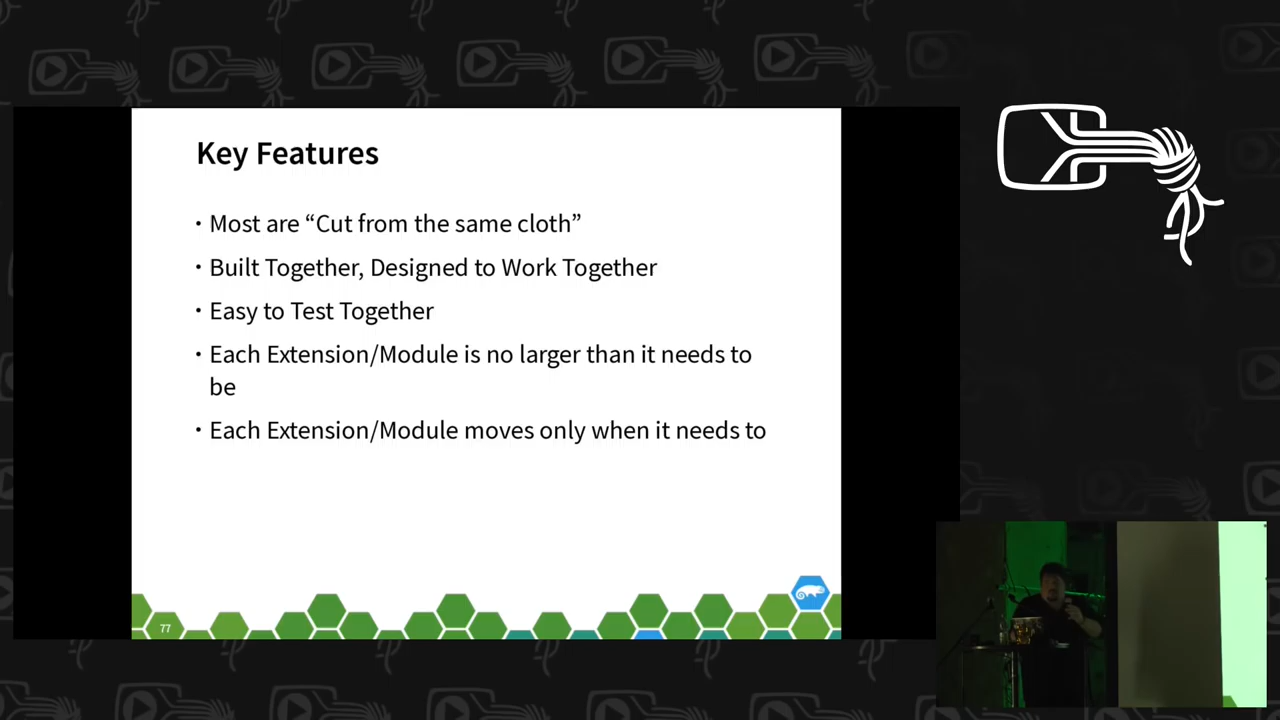 Key Features
• Most are “Cut from the same cloth”
• Built Together, Designed to Work Together
• Easy to Test Together
• Each Extension/Module is no larger than it needs to
be
• Each Extension/Module moves only when it needs to
77